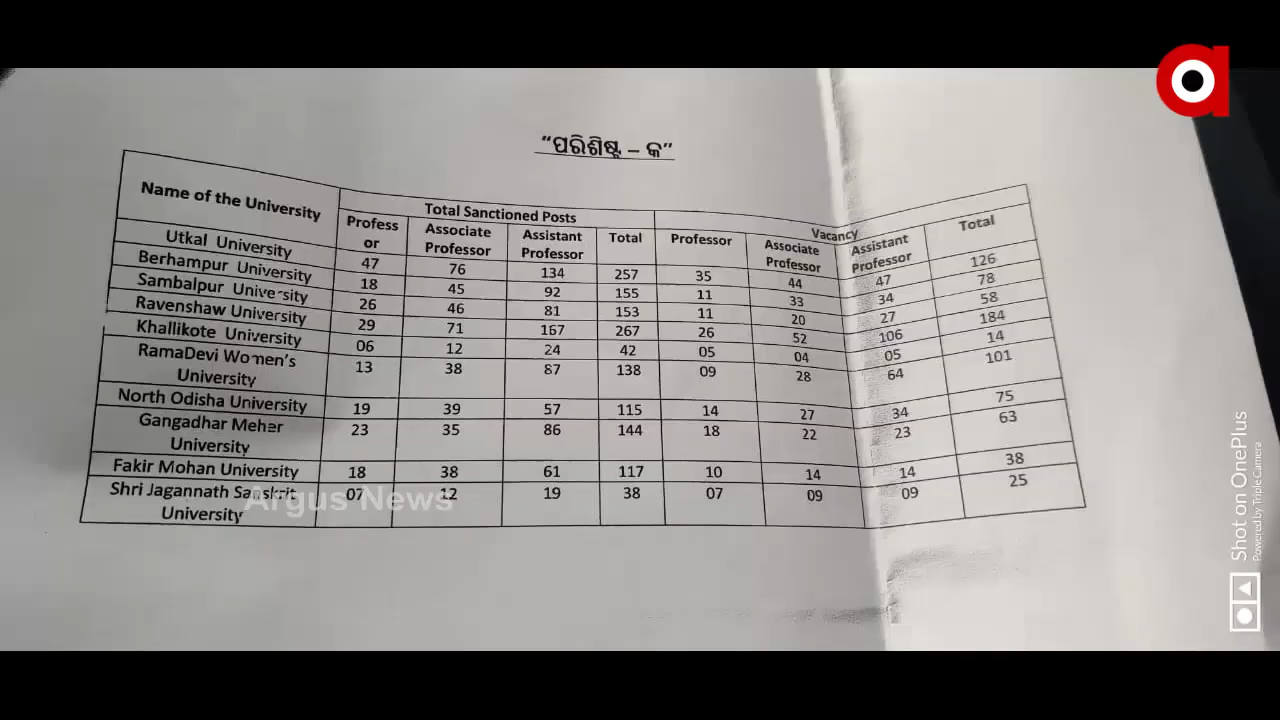 “ପରିଶିଷ୍ଟ – କ”
Name of the University Total Sanctioned Posts Vacancy
Profess or Associate Professor Assistant Professor Total Professor Associate Professor Assistant Professor Total
Utkal University 47 76 134 257 35 44 47 126
Berhampur University 18 45 92 155 11 33 34 78
Sambalpur University 26 46 81 153 11 20 27 58
Ravenshaw University 29 71 167 267 26 52 106 184
Khallikote University 06 12 24 42 05 04 05 14
RamaDevi Women's University 13 38 87 138 09 28 64 101
North Odisha University 19 39 57 115 14 27 34 75
Gangadhar Meher University 23 35 86 144 18 22 23 63
Fakir Mohan University 18 38 61 117 10 14 14 38
Shri Jagannath Sanskrit University 07 12 19 38 07 09 09 25
Argus News
Shot on OnePlus
Powered by Triple Camera